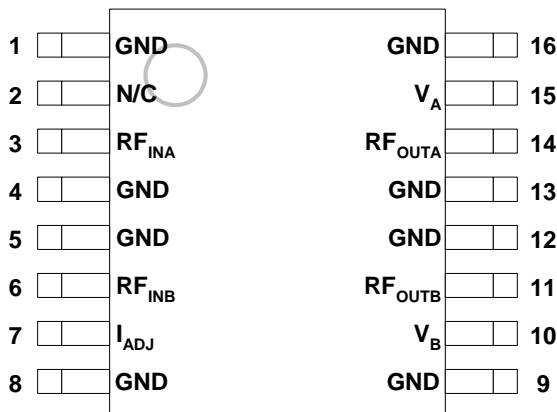 1 GND GND 16
2 N/C V_A 15
3 RF_INA RF_OUTA 14
4 GND GND 13
5 GND GND 12
6 RF_INB RF_OUTB 11
7 I_ADJ V_B 10
8 GND GND 9